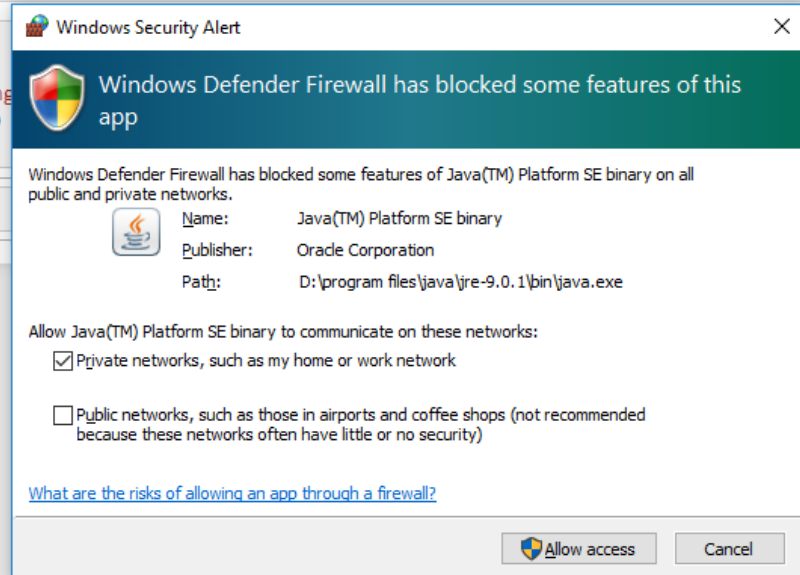 Windows Security Alert
Windows Defender Firewall has blocked some features of this
app
Windows Defender Firewall has blocked some features of Java(TM) Platform SE binary on all
public and private networks.
Name: Java(TM) Platform SE binary
Publisher: Oracle Corporation
Path: D:\program files\java\jre-9.0.1\bin\java.exe
Allow Java(TM) Platform SE binary to communicate on these networks:
Private networks, such as my home or work network
Public networks, such as those in airports and coffee shops (not recommended
because these networks often have little or no security)
What are the risks of allowing an app through a firewall?
Allow access Cancel